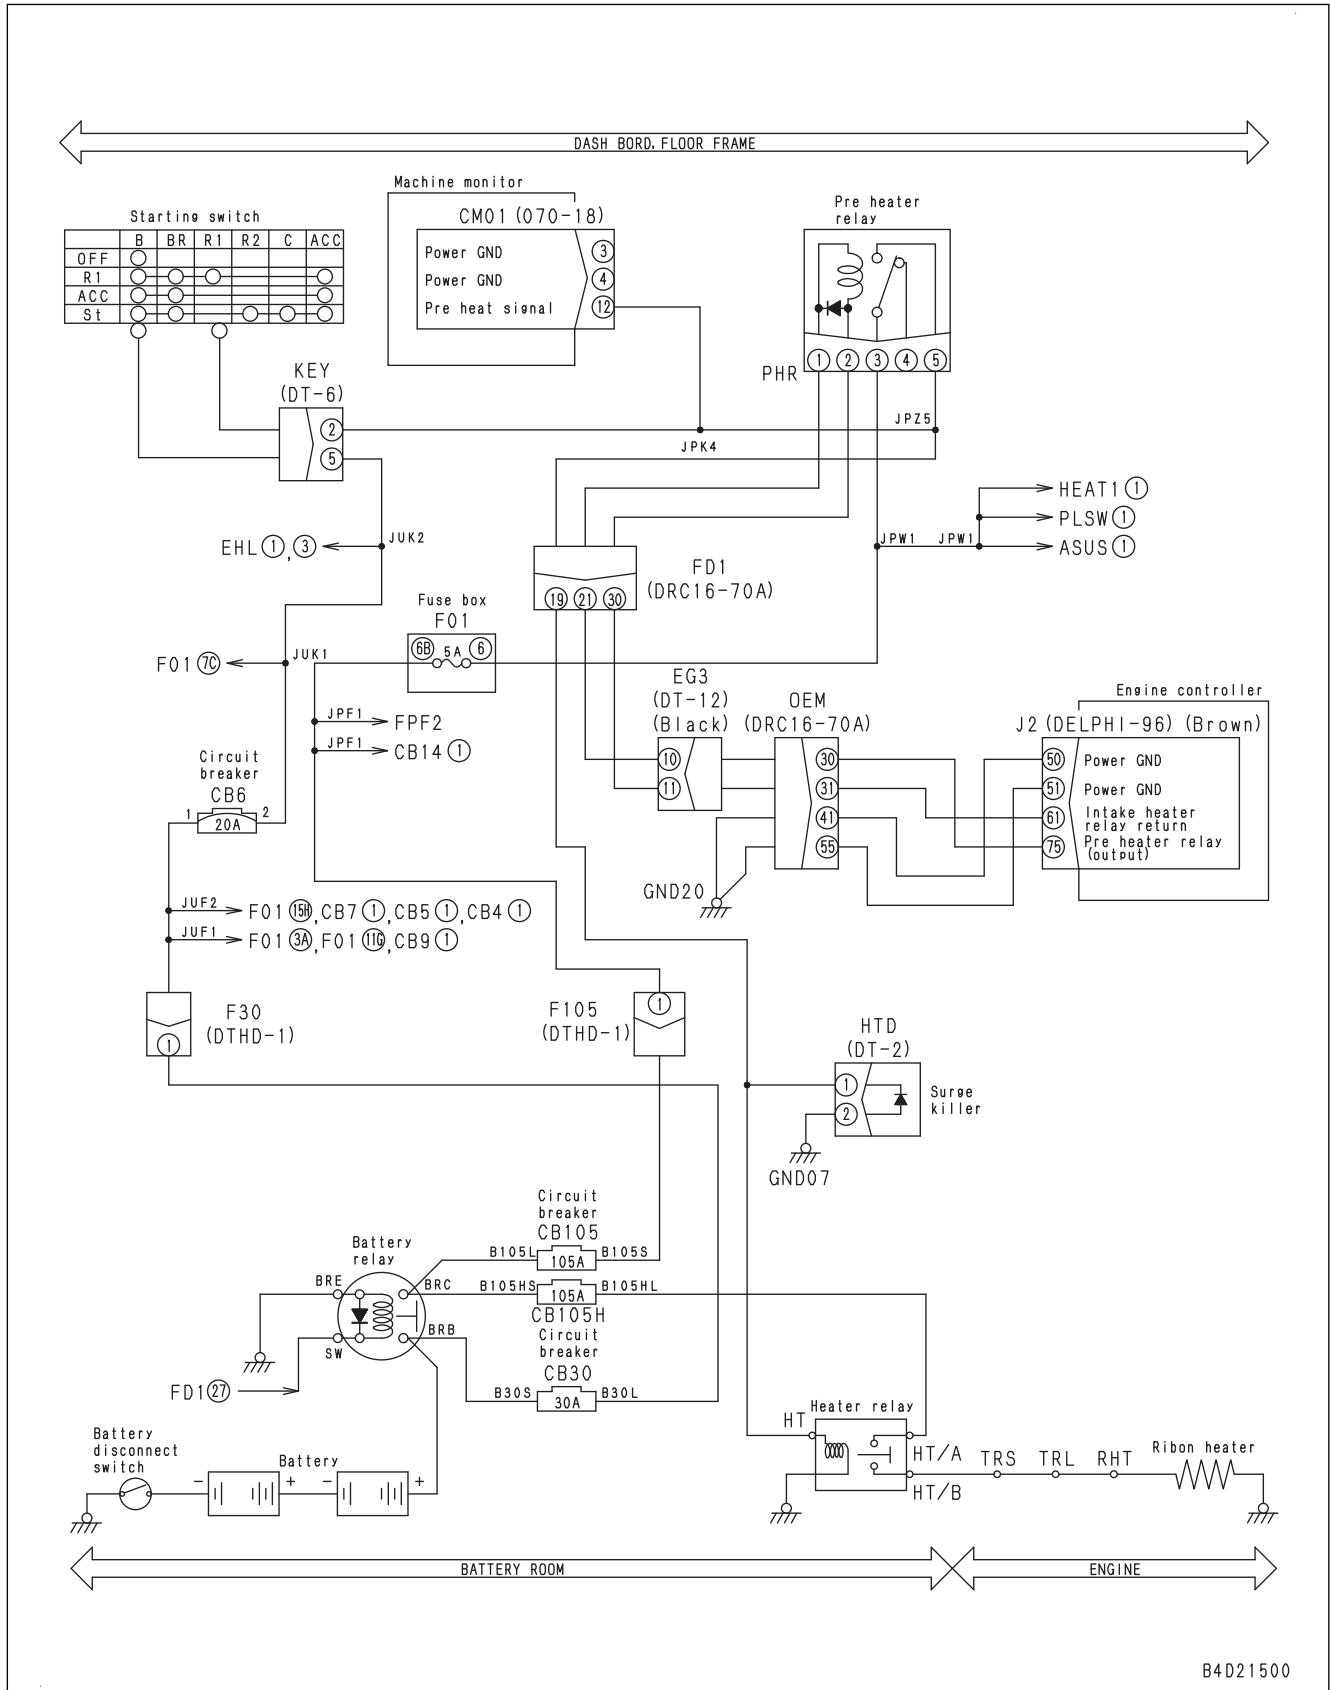 DASH BORD. FLOOR FRAME
Machine monitor
CM01 (070-18)
Power GND 3
Power GND 4
Pre heat signal 12
Pre heater
relay
1 2 3 4 5
PHR
Starting switch
B BR R1 R2 C ACC
OFF
R1
ACC
St
KEY
(DT-6)
2
5
JPZ5
JPK4
HEAT1 1
PLSW 1
JPW1 JPW1 ASUS 1
EHL 1, 3 JUK2
FD1
(DRC16-70A)
19 21 30
Fuse box
F01
6B 5A 6
F01 7C JUK1
JPF1 FPF2
JPF1 CB14 1
EG3
(DT-12)
(Black)
10
11
OEM
(DRC16-70A)
30
31
41
55
Engine controller
J2 (DELPHI-96) (Brown)
50 Power GND
51 Power GND
61 Intake heater
relay return
75 Pre heater relay
(output)
Circuit
breaker
CB6
1 2
20A
GND20
JUF2 F01 15H, CB7 1, CB5 1, CB4 1
JUF1 F01 3A, F01 11G, CB9 1
F30
(DTHD-1)
1
F105
(DTHD-1)
1
HTD
(DT-2)
1
2
Surge
killer
GND07
Circuit
breaker
CB105
B105L 105A B105S
B105HS 105A B105HL
CB105H
Circuit
breaker
CB30
B30S 30A B30L
Battery
relay
BRE BRC
BRB
SW
FD1 27
Battery
disconnect
switch
Battery
- + - +
Heater relay
HT
HT/A
HT/B
TRS TRL RHT
Ribon heater
BATTERY ROOM
ENGINE
B4D21500